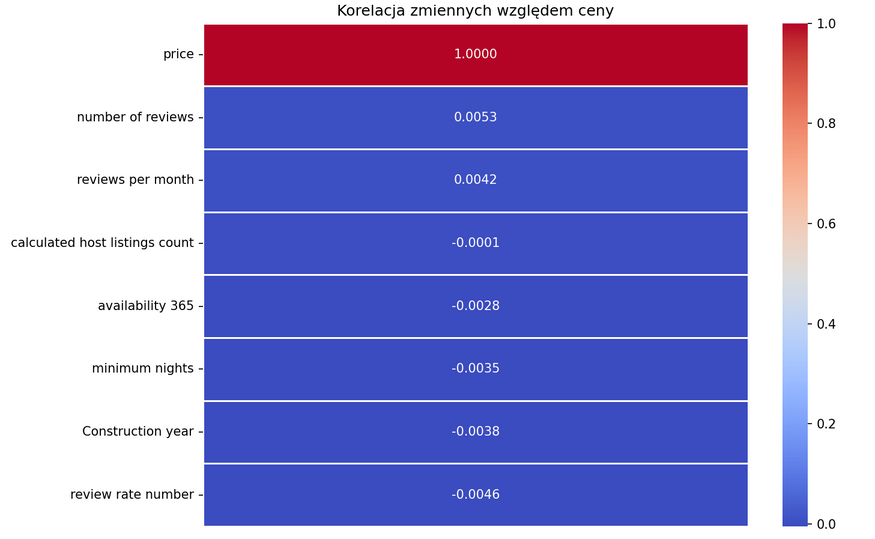 Korelacja zmiennych względem ceny
price
1.0000
number of reviews
0.0053
reviews per month
0.0042
calculated host listings count
-0.0001
availability 365
-0.0028
minimum nights
-0.0035
Construction year
-0.0038
review rate number
-0.0046
1.0
0.8
0.6
0.4
0.2
0.0